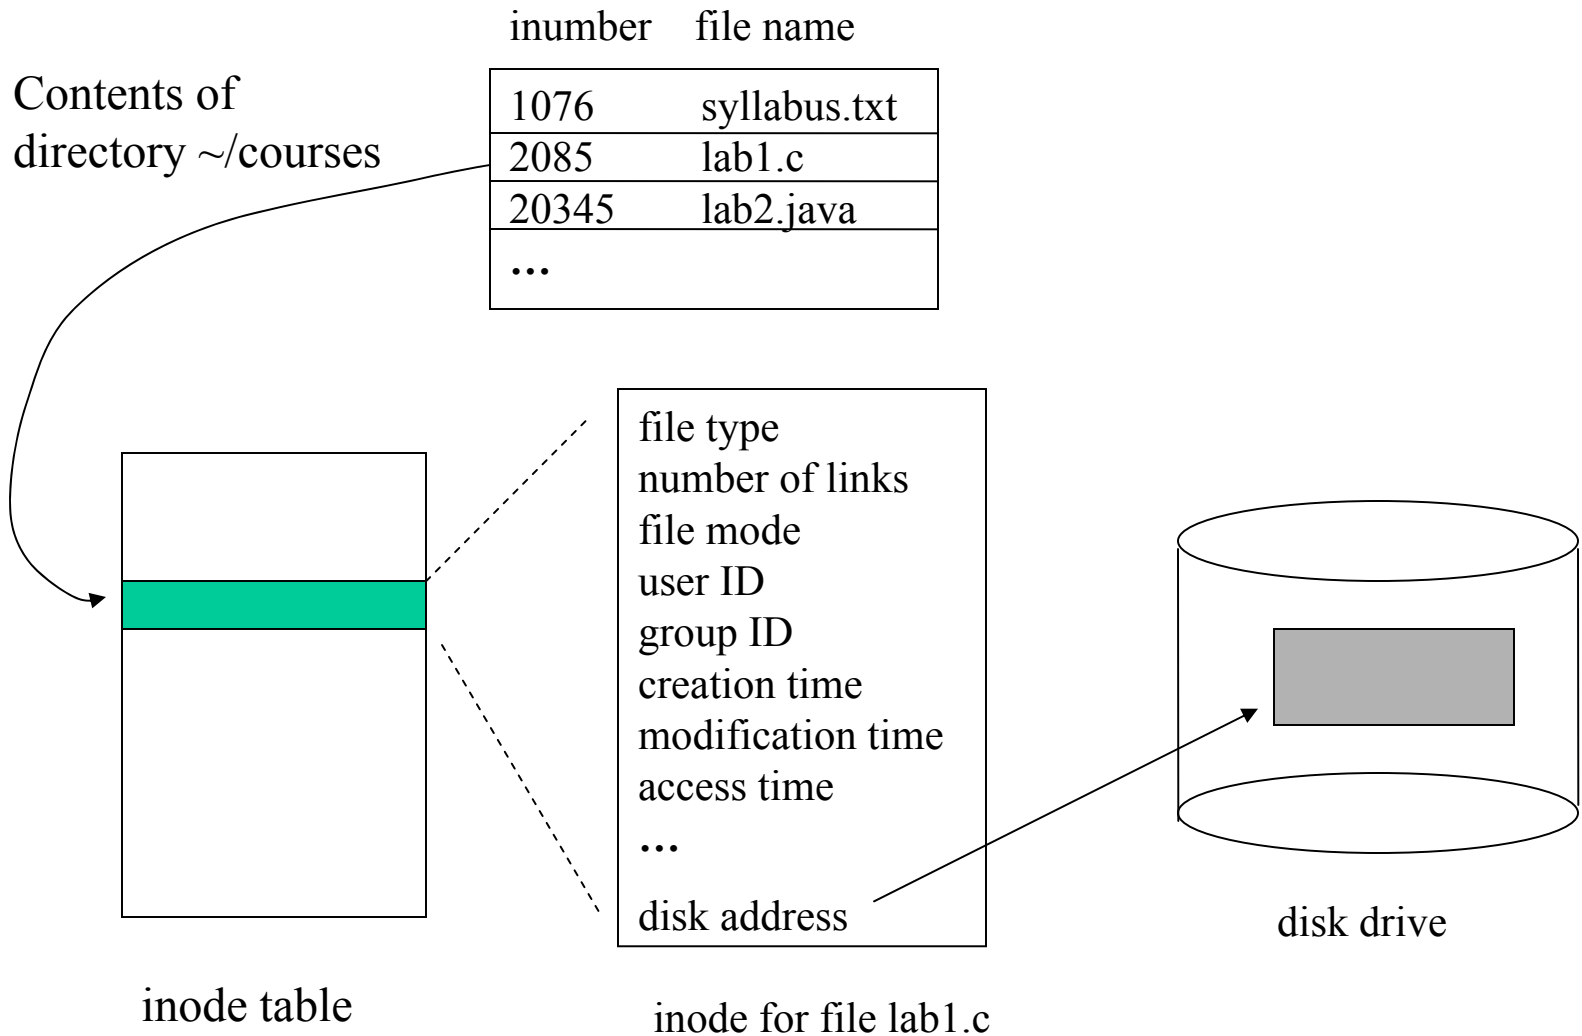 inumber file name
Contents of
directory ~/courses
1076 syllabus.txt
2085 lab1.c
20345 lab2.java
...
file type
number of links
file mode
user ID
group ID
creation time
modification time
access time
...
disk address
disk drive
inode table
inode for file lab1.c